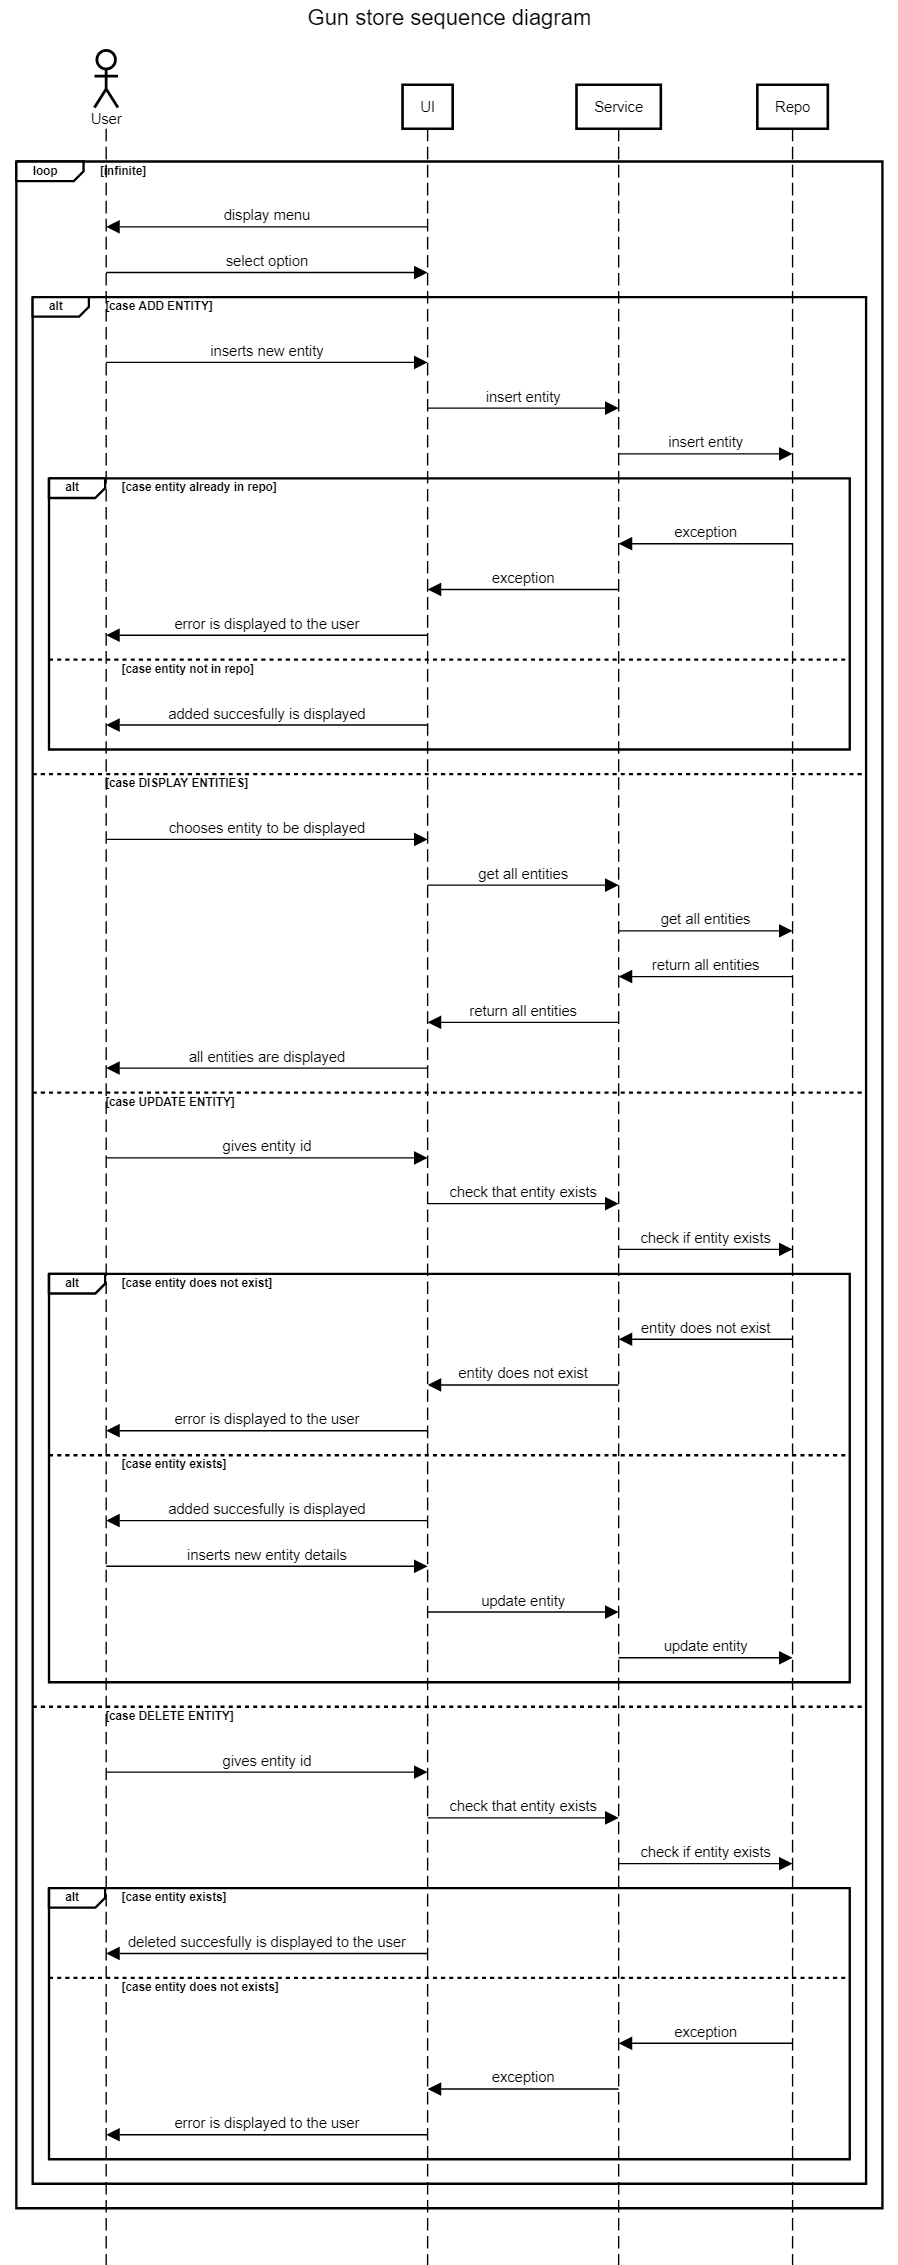 Gun store sequence diagram
User
UI
Service
Repo
loop
[Infinite]
display menu
select option
alt
[case ADD ENTITY]
inserts new entity
insert entity
insert entity
alt
[case entity already in repo]
exception
exception
error is displayed to the user
[case entity not in repo]
added succesfully is displayed
[case DISPLAY ENTITIES]
chooses entity to be displayed
get all entities
get all entities
return all entities
return all entities
all entities are displayed
[case UPDATE ENTITY]
gives entity id
check that entity exists
check if entity exists
alt
[case entity does not exist]
entity does not exist
entity does not exist
error is displayed to the user
[case entity exists]
added succesfully is displayed
inserts new entity details
update entity
update entity
[case DELETE ENTITY]
gives entity id
check that entity exists
check if entity exists
alt
[case entity exists]
deleted succesfully is displayed to the user
[case entity does not exists]
exception
exception
error is displayed to the user